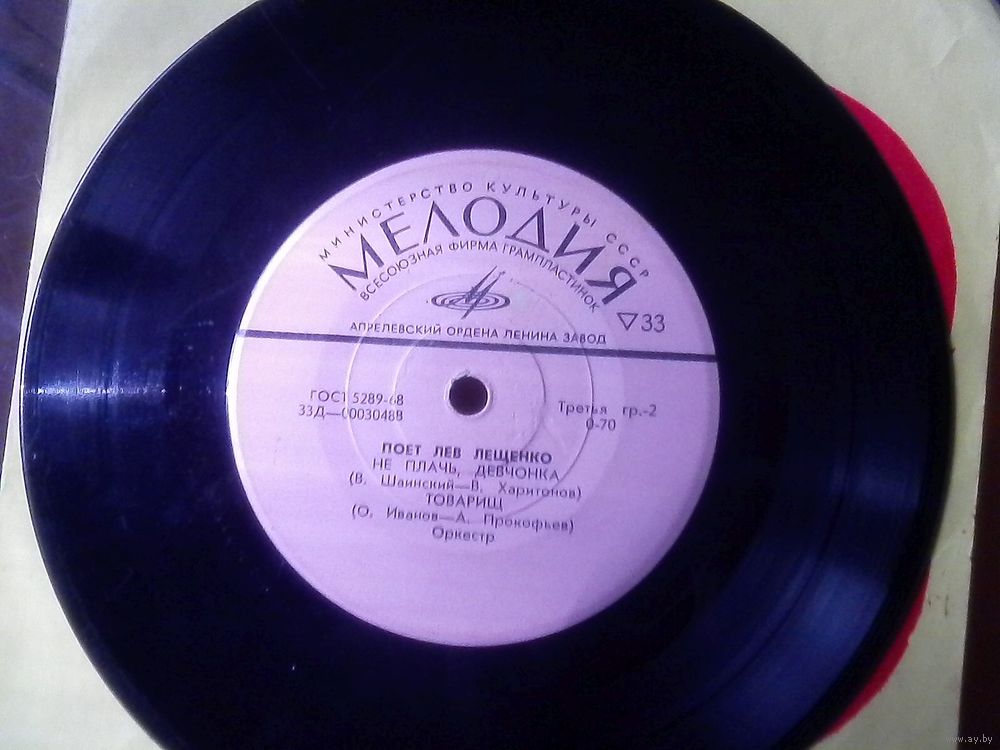 МИНИСТЕРСТВО КУЛЬТУРЫ СССР
МЕЛОДИЯ
ВСЕСОЮЗНАЯ ФИРМА ГРАМПЛАСТИНОК
33
АПРЕЛЕВСКИЙ ОРДЕНА ЛЕНИНА ЗАВОД
ГОСТ 5289-68
33Д—00030488
Третья гр.-2
0-70
ПОЕТ ЛЕВ ЛЕЩЕНКО
НЕ ПЛАЧЬ, ДЕВЧОНКА
(В. Шаинский—В. Харитонов)
ТОВАРИЩ
(О. Иванов—А. Прокофьев)
Оркестр
www.ay.by